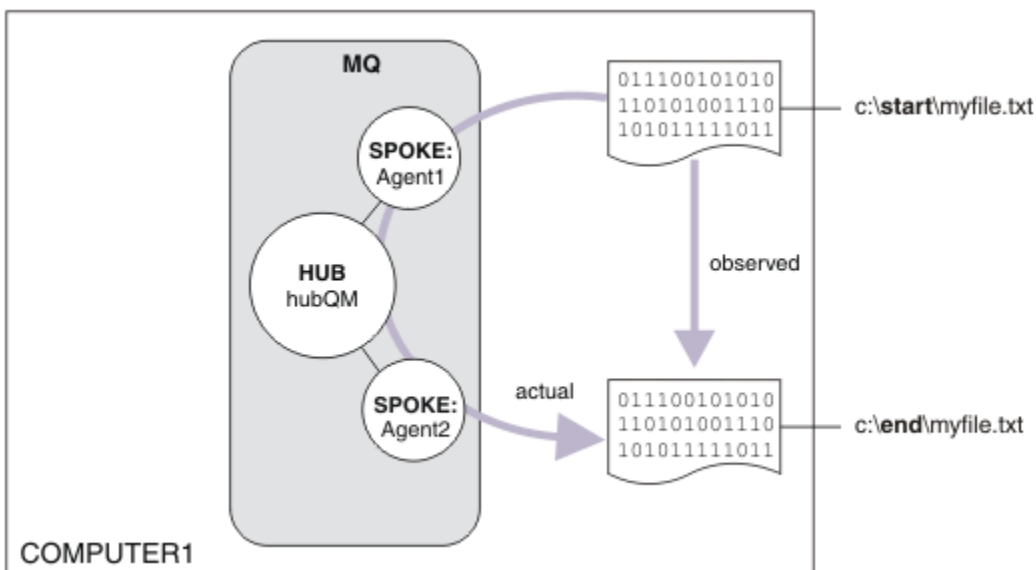 MQ
011100101010
110101001110
101011111011
c:\start\myfile.txt
SPOKE:
Agent1
HUB
hubQM
observed
SPOKE:
Agent2
actual
011100101010
110101001110
101011111011
c:\end\myfile.txt
COMPUTER1